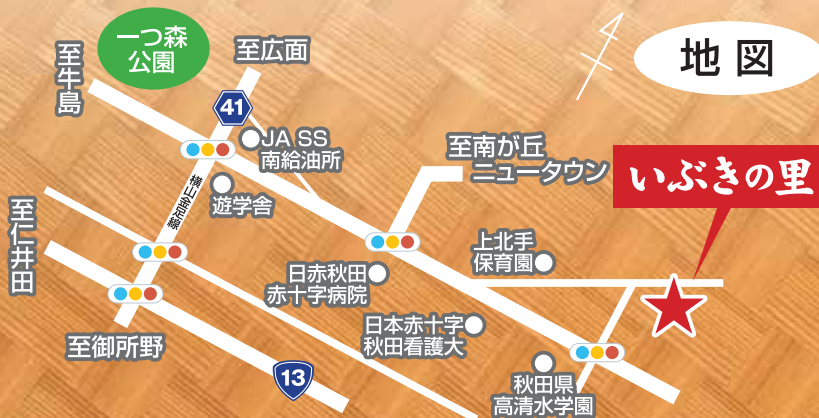 一つ森
公園
至広面
地図
至牛島
41
JA SS
南給油所
至南が丘
ニュータウン
いぶきの里
横山金足線
遊学舎
至仁井田
上北手
保育園
日赤秋田
赤十字病院
日本赤十字
秋田看護大
至御所野
13
秋田県
高清水学園